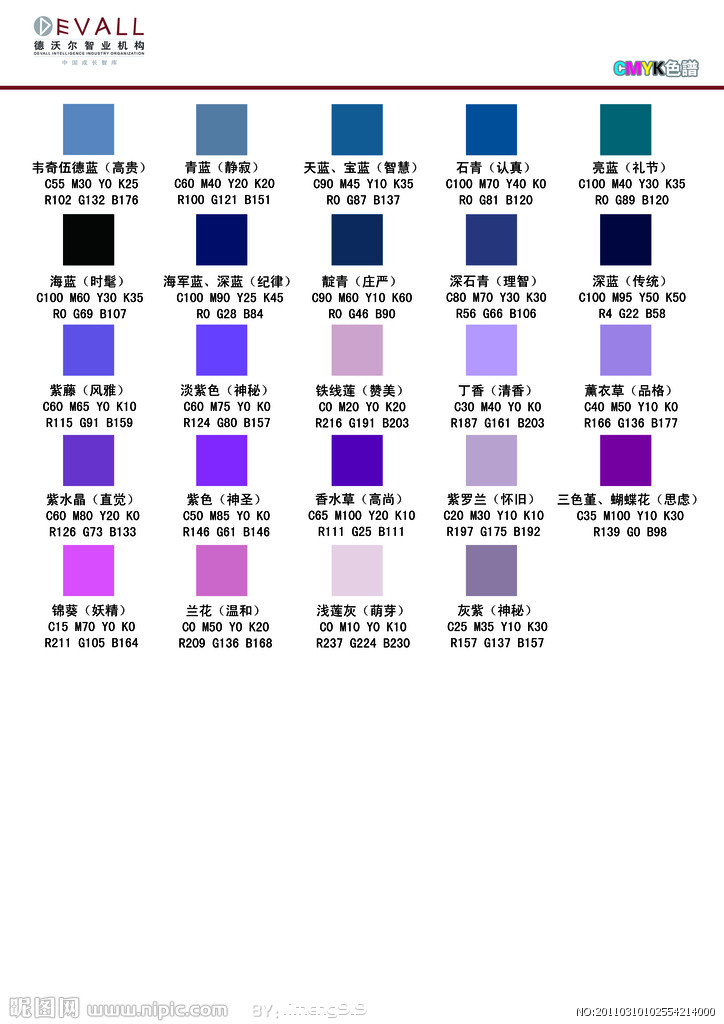 DEVALL
德沃尔智业机构
DEVALL INTELLIGENCE INDUSTRY ORGANIZATION
中国成长智库
CMYK色譜
韦奇伍德蓝（高贵） 青蓝（静寂） 天蓝、宝蓝（智慧） 石青（认真） 亮蓝（礼节）
C55 M30 Y0 K25 C60 M40 Y20 K20 C90 M45 Y10 K35 C100 M70 Y40 K0 C100 M40 Y30 K35
R102 G132 B176 R100 G121 B151 R0 G87 B137 R0 G81 B120 R0 G89 B120
海蓝（时髦） 海军蓝、深蓝（纪律） 靛青（庄严） 深石青（理智） 深蓝（传统）
C100 M60 Y30 K35 C100 M90 Y25 K45 C90 M60 Y10 K60 C80 M70 Y30 K30 C100 M95 Y50 K50
R0 G69 B107 R0 G28 B84 R0 G46 B90 R56 G66 B106 R4 G22 B58
紫藤（风雅） 淡紫色（神秘） 铁线莲（赞美） 丁香（清香） 薰衣草（品格）
C60 M65 Y0 K10 C60 M75 Y0 K0 C0 M20 Y0 K20 C30 M40 Y0 K0 C40 M50 Y10 K0
R115 G91 B159 R124 G80 B157 R216 G191 B203 R187 G161 B203 R166 G136 B177
紫水晶（直觉） 紫色（神圣） 香水草（高尚） 紫罗兰（怀旧） 三色堇、蝴蝶花（思虑）
C60 M80 Y20 K0 C50 M85 Y0 K0 C65 M100 Y20 K10 C20 M30 Y10 K10 C35 M100 Y10 K30
R126 G73 B133 R146 G61 B146 R111 G25 B111 R197 G175 B192 R139 G0 B98
锦葵（妖精） 兰花（温和） 浅莲灰（萌芽） 灰紫（神秘）
C15 M70 Y0 K0 C0 M50 Y0 K20 C0 M10 Y0 K10 C25 M35 Y10 K30
R211 G105 B164 R209 G136 B168 R237 G224 B230 R157 G137 B157
昵图网 www.nipic.com BY:
NO:20110310102554214000